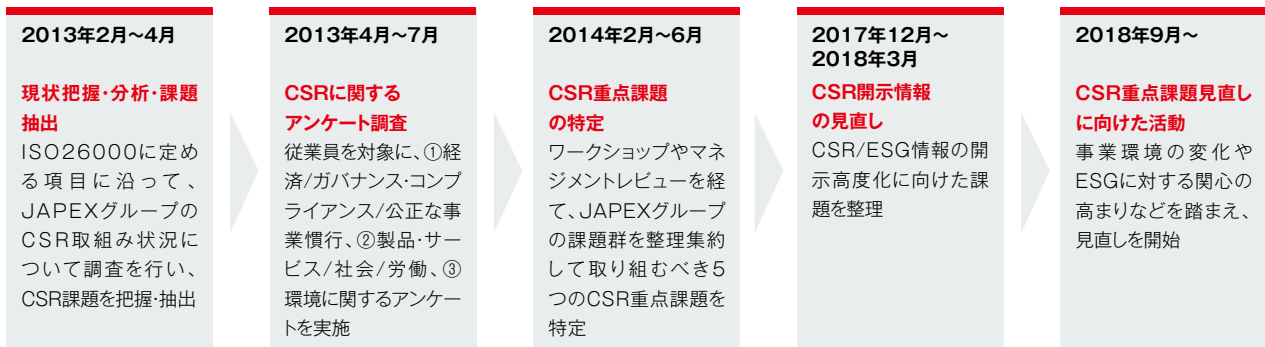 2013年2月~4月
現状把握・分析・課題
抽出
ISO26000に定め
る項目に沿って、
JAPEXグループの
CSR取組み状況に
ついて調査を行い、
CSR課題を把握・抽出
2013年4月~7月
CSRに関する
アンケート調査
従業員を対象に、①経
済/ガバナンス・コンプ
ライアンス/公正な事
業慣行、②製品・サー
ビス/社会/労働、③
環境に関するアンケー
トを実施
2014年2月~6月
CSR重点課題
の特定
ワークショップやマネ
ジメントレビューを経
て、JAPEXグループ
の課題群を整理集約
して取り組むべき5
つのCSR重点課題を
特定
2017年12月~
2018年3月
CSR開示情報
の見直し
CSR/ESG情報の開
示高度化に向けた課
題を整理
2018年9月~
CSR重点課題見直し
に向けた活動
事業環境の変化や
ESGに対する関心の
高まりなどを踏まえ、
見直しを開始